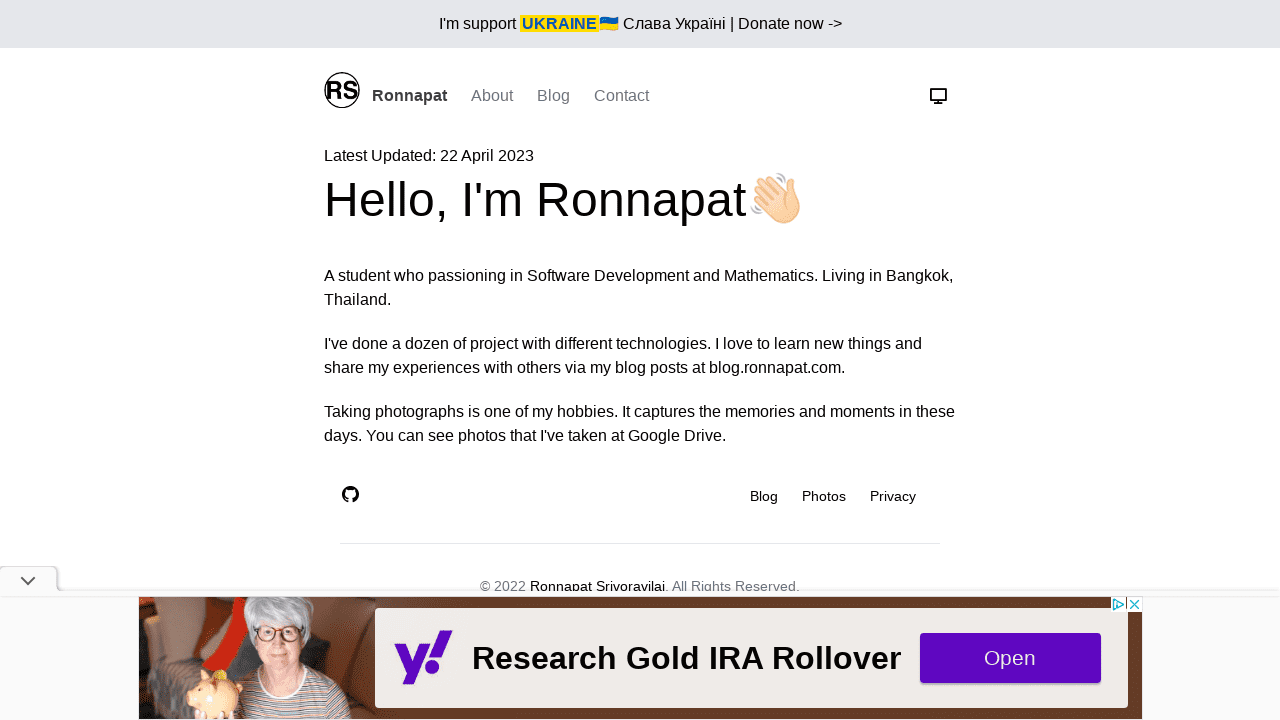 I'm support UKRAINE🇺🇦 Слава Україні | Donate now ->
RS Ronnapat About Blog Contact
Latest Updated: 22 April 2023
Hello, I'm Ronnapat👋🏻
A student who passioning in Software Development and Mathematics. Living in Bangkok,
Thailand.
I've done a dozen of project with different technologies. I love to learn new things and
share my experiences with others via my blog posts at blog.ronnapat.com.
Taking photographs is one of my hobbies. It captures the memories and moments in these
days. You can see photos that I've taken at Google Drive.
Blog Photos Privacy
© 2022 Ronnapat Srivoravilai. All Rights Reserved.
y! Research Gold IRA Rollover Open